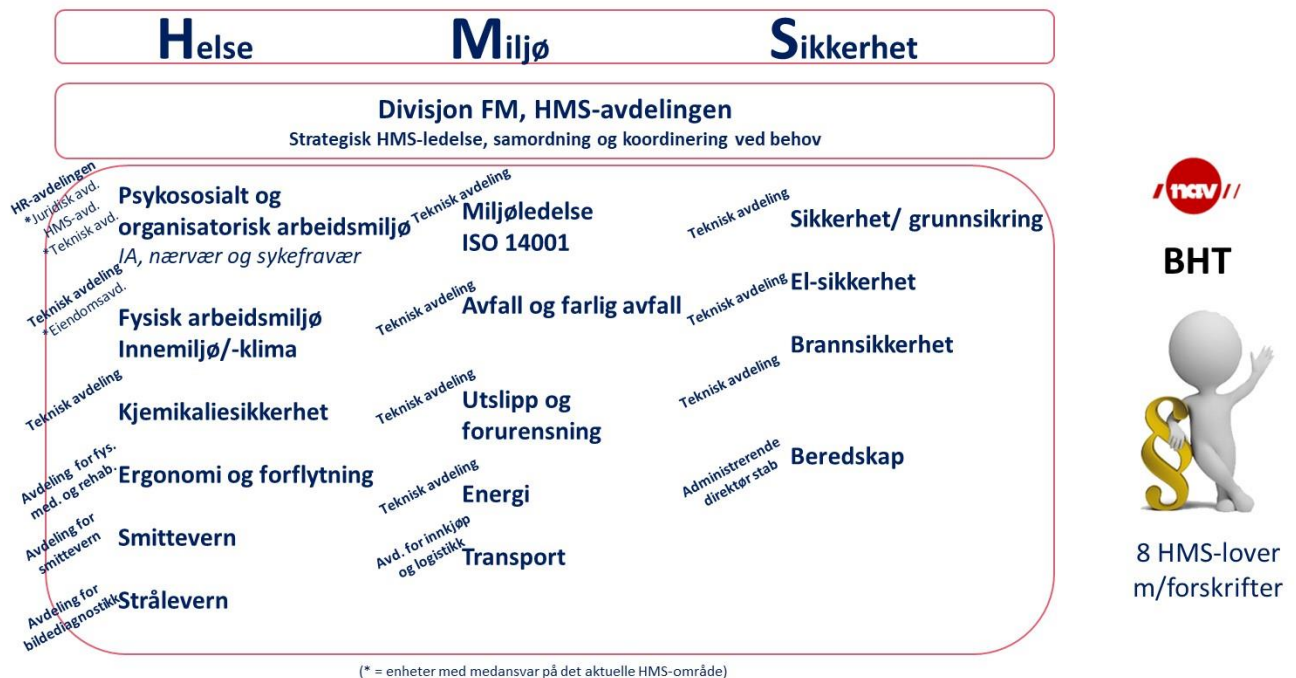 Helse
Miljø
Sikkerhet
Divisjon FM, HMS-avdelingen
Strategisk HMS-ledelse, samordning og koordinering ved behov
HR-avdelingen
*Juridisk avd.
HMS-avd.
*Teknisk avd.
Psykososialt og
organisatorisk arbeidsmiljø
IA, nærvær og sykefravær
Teknisk avdeling
*Eiendomsavd.
Fysisk arbeidsmiljø
Innemiljø/-klima
Teknisk avdeling
Kjemikaliesikkerhet
Avdeling for fys.
med. og rehab.
Ergonomi og forflytning
Avdeling for
smittevern
Smittevern
Avdeling for
bildediagnostikk
Strålevern
Teknisk avdeling
Miljøledelse
ISO 14001
Teknisk avdeling
Avfall og farlig avfall
Teknisk avdeling
Utslipp og
forurensning
Teknisk avdeling
Energi
Avd. for innkjøp
og logistikk
Transport
Teknisk avdeling
Sikkerhet/ grunnsikring
Teknisk avdeling
El-sikkerhet
Teknisk avdeling
Brannsikkerhet
Administrerende
direktør stab
Beredskap
nav
BHT
§
8 HMS-lover
m/forskrifter
(* = enheter med medansvar på det aktuelle HMS-område)